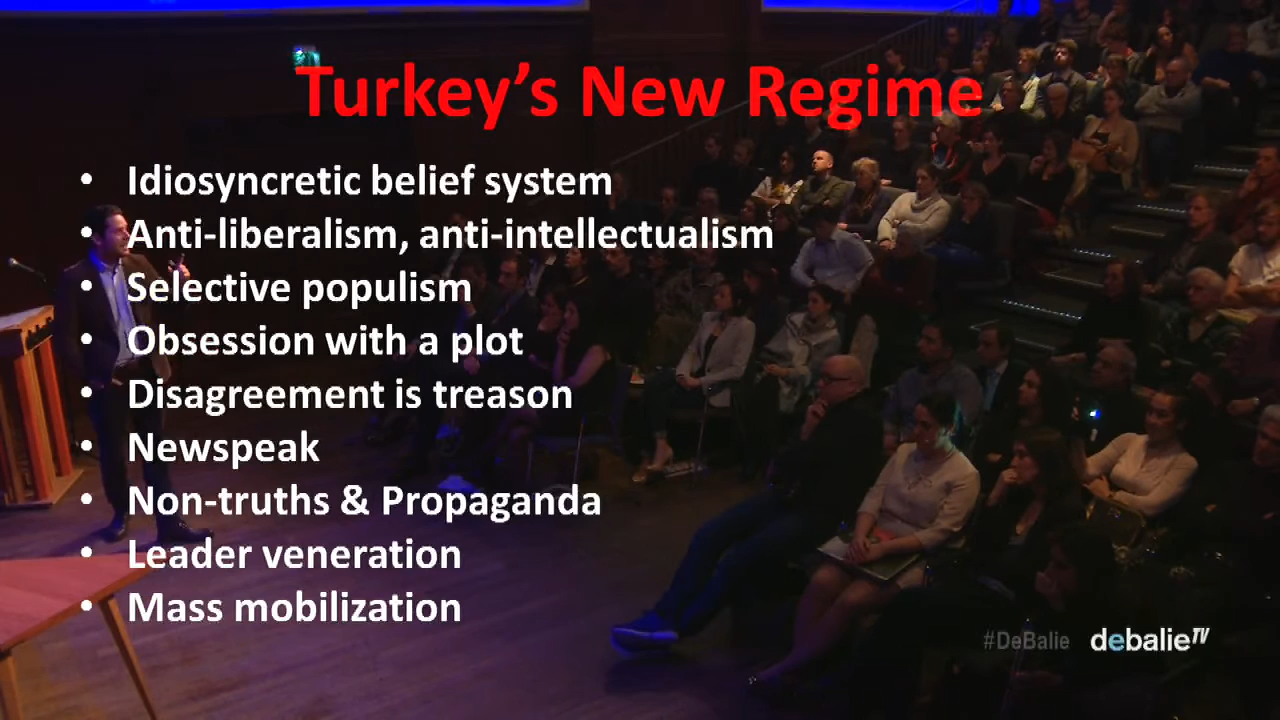 Turkey's New Regime
• Idiosyncretic belief system
• Anti-liberalism, anti-intellectualism
• Selective populism
• Obsession with a plot
• Disagreement is treason
• Newspeak
• Non-truths & Propaganda
• Leader veneration
• Mass mobilization
#DeBalie debalieTV